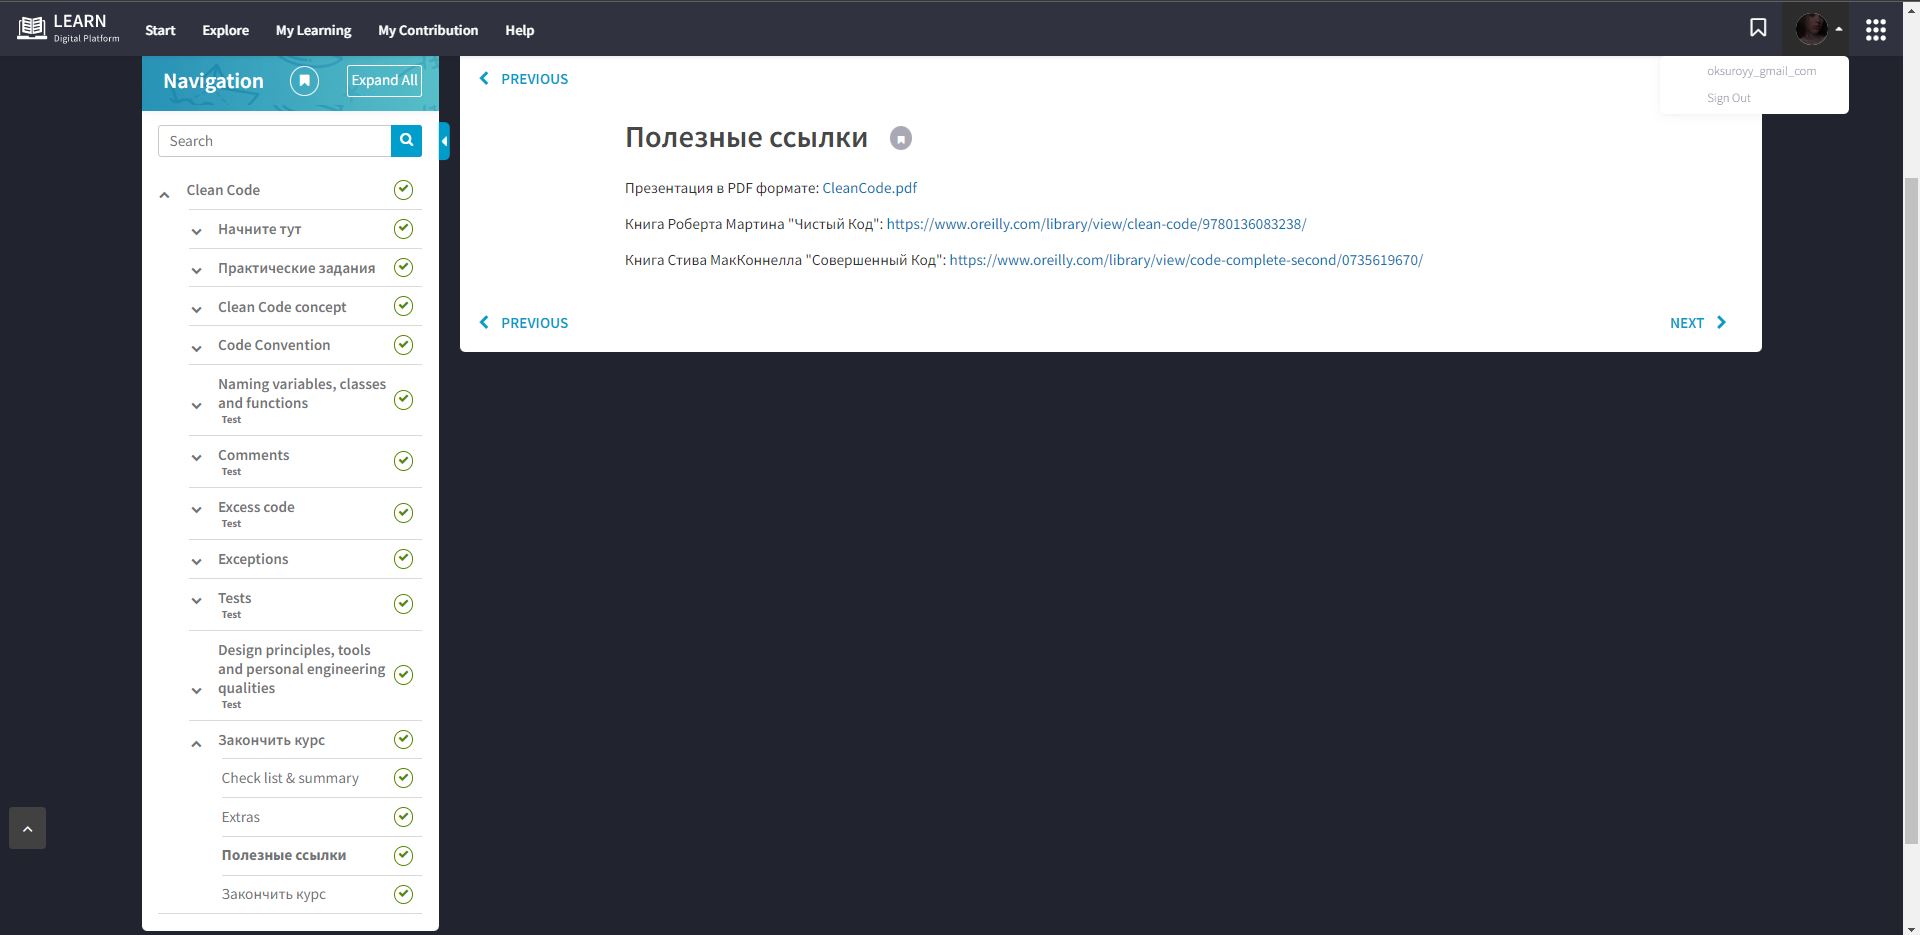 LEARN
Digital Platform
Start
Explore
My Learning
My Contribution
Help
oksuroyy_gmail_com
Sign Out
Navigation
Expand All
Search
Clean Code
Начните тут
Практические задания
Clean Code concept
Code Convention
Naming variables, classes
and functions
Test
Comments
Test
Excess code
Test
Exceptions
Tests
Test
Design principles, tools
and personal engineering
qualities
Test
Закончить курс
Check list & summary
Extras
Полезные ссылки
Закончить курс
PREVIOUS
Полезные ссылки
Презентация в PDF формате: CleanCode.pdf
Книга Роберта Мартина "Чистый Код": https://www.oreilly.com/library/view/clean-code/9780136083238/
Книга Стива МакКоннелла "Совершенный Код": https://www.oreilly.com/library/view/code-complete-second/0735619670/
PREVIOUS
NEXT